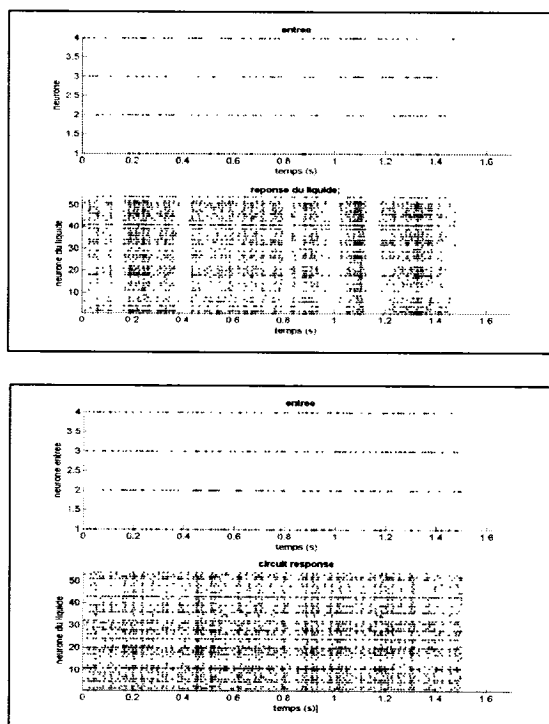 entree
4
3.5
3
2.5
2
1.5
1
neurone
0 0.2 0.4 0.6 0.8 1 1.2 1.4 1.6
temps (s)
reponse du liquide;
50
40
30
20
10
neurone du liquide
0 0.2 0.4 0.6 0.8 1 1.2 1.4 1.6
temps (s)
entree
4
3.5
3
2.5
2
1.5
1
neurone entree
0 0.2 0.4 0.6 0.8 1 1.2 1.4 1.6
temps (s)
circuit response
50
40
30
20
10
neurone du liquide
0 0.2 0.4 0.6 0.8 1 1.2 1.4 1.6
temps (s)]